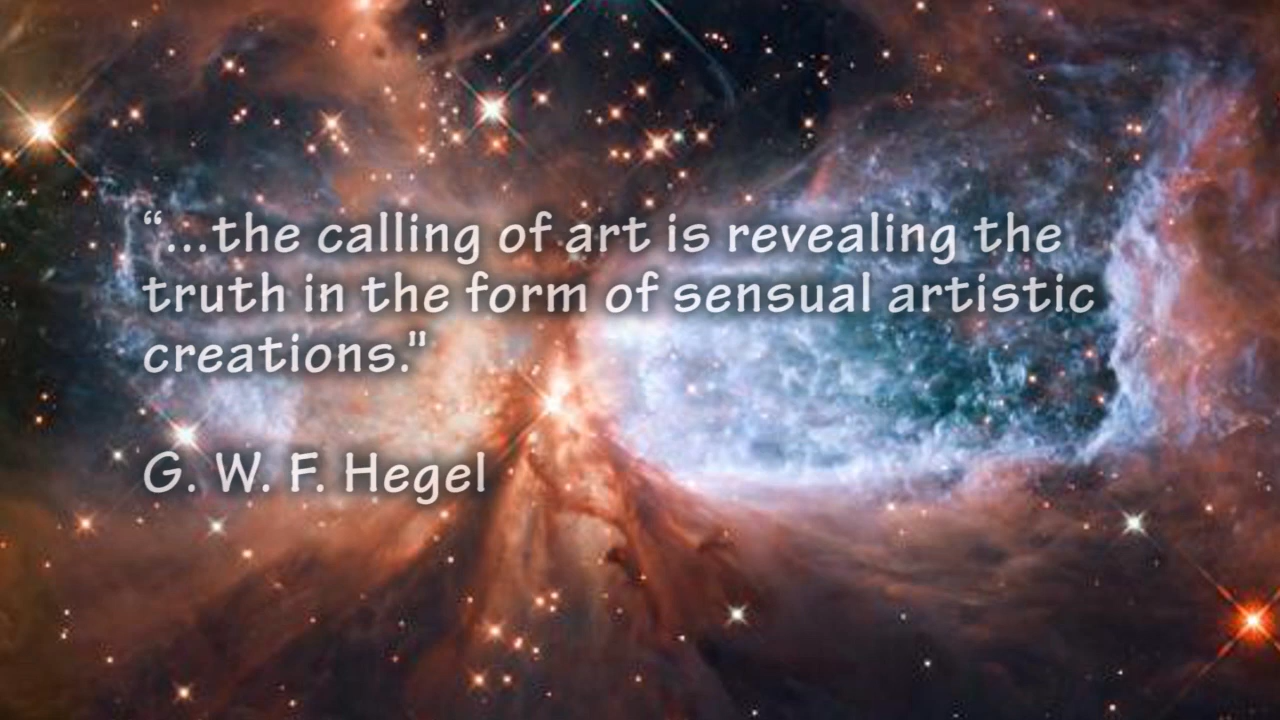 “...the calling of art is revealing the
truth in the form of sensual artistic
creations."
G. W. F. Hegel